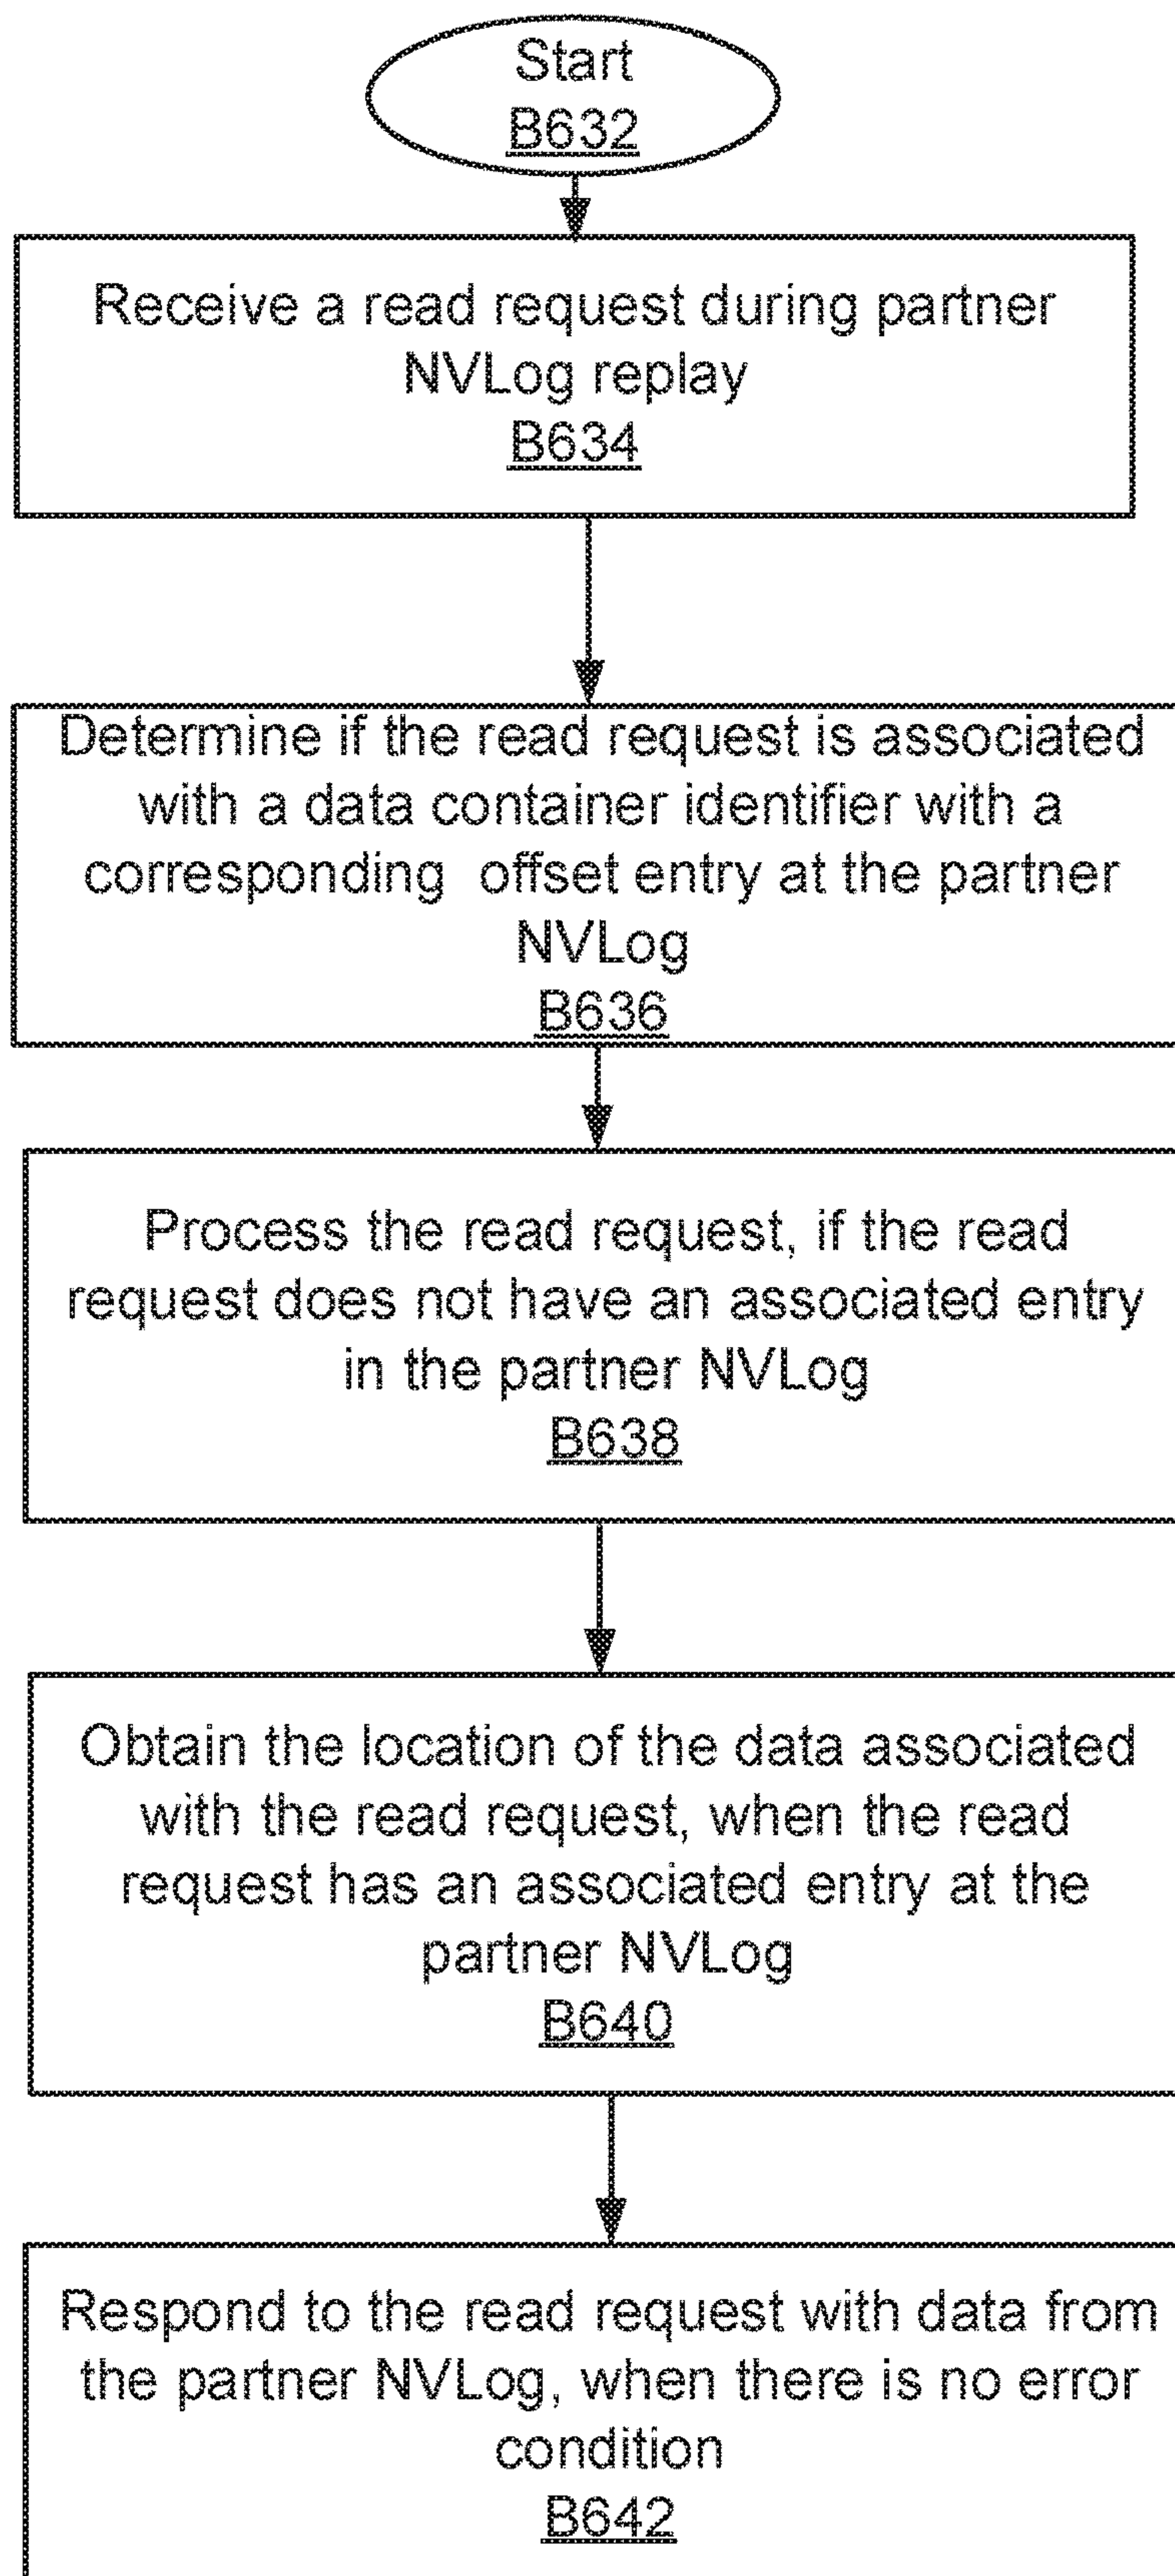 Start
B632
Receive a read request during partner
NVLog replay
B634
Determine if the read request is associated
with a data container identifier with a
corresponding offset entry at the partner
NVLog
B636
Process the read request, if the read
request does not have an associated entry
in the partner NVLog
B638
Obtain the location of the data associated
with the read request, when the read
request has an associated entry at the
partner NVLog
B640
Respond to the read request with data from
the partner NVLog, when there is no error
condition
B642